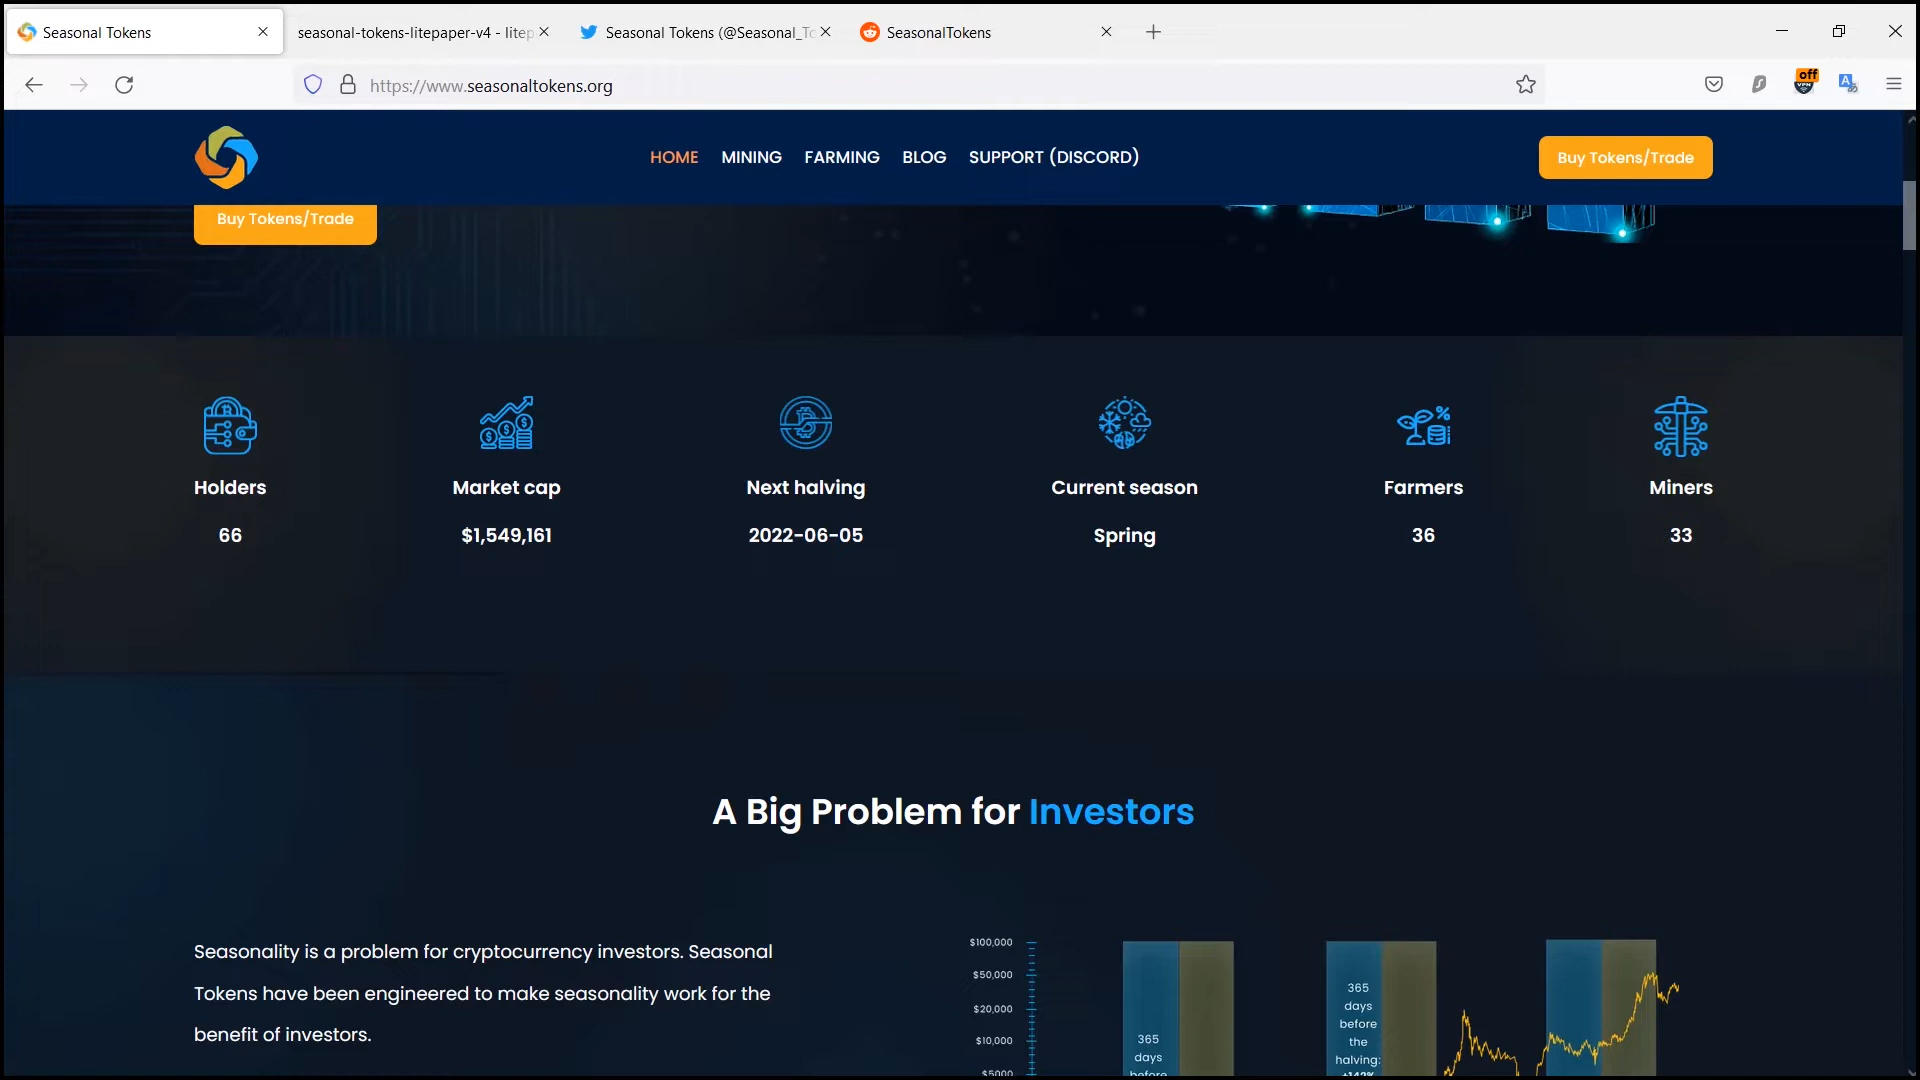 Seasonal Tokens
seasonal-tokens-litepaper-v4 - litep
Seasonal Tokens (@Seasonal_To
SeasonalTokens
https://www.seasonaltokens.org
off
VPN
HOME
MINING
FARMING
BLOG
SUPPORT (DISCORD)
Buy Tokens/Trade
Buy Tokens/Trade
Holders
66
Market cap
$1,549,161
Next halving
2022-06-05
Current season
Spring
Farmers
36
Miners
33
A Big Problem for Investors
Seasonality is a problem for cryptocurrency investors. Seasonal
Tokens have been engineered to make seasonality work for the
benefit of investors.
$100,000
$50,000
$20,000
$10,000
$5000
365
days
before
365
days
before
the
halving:
+142%